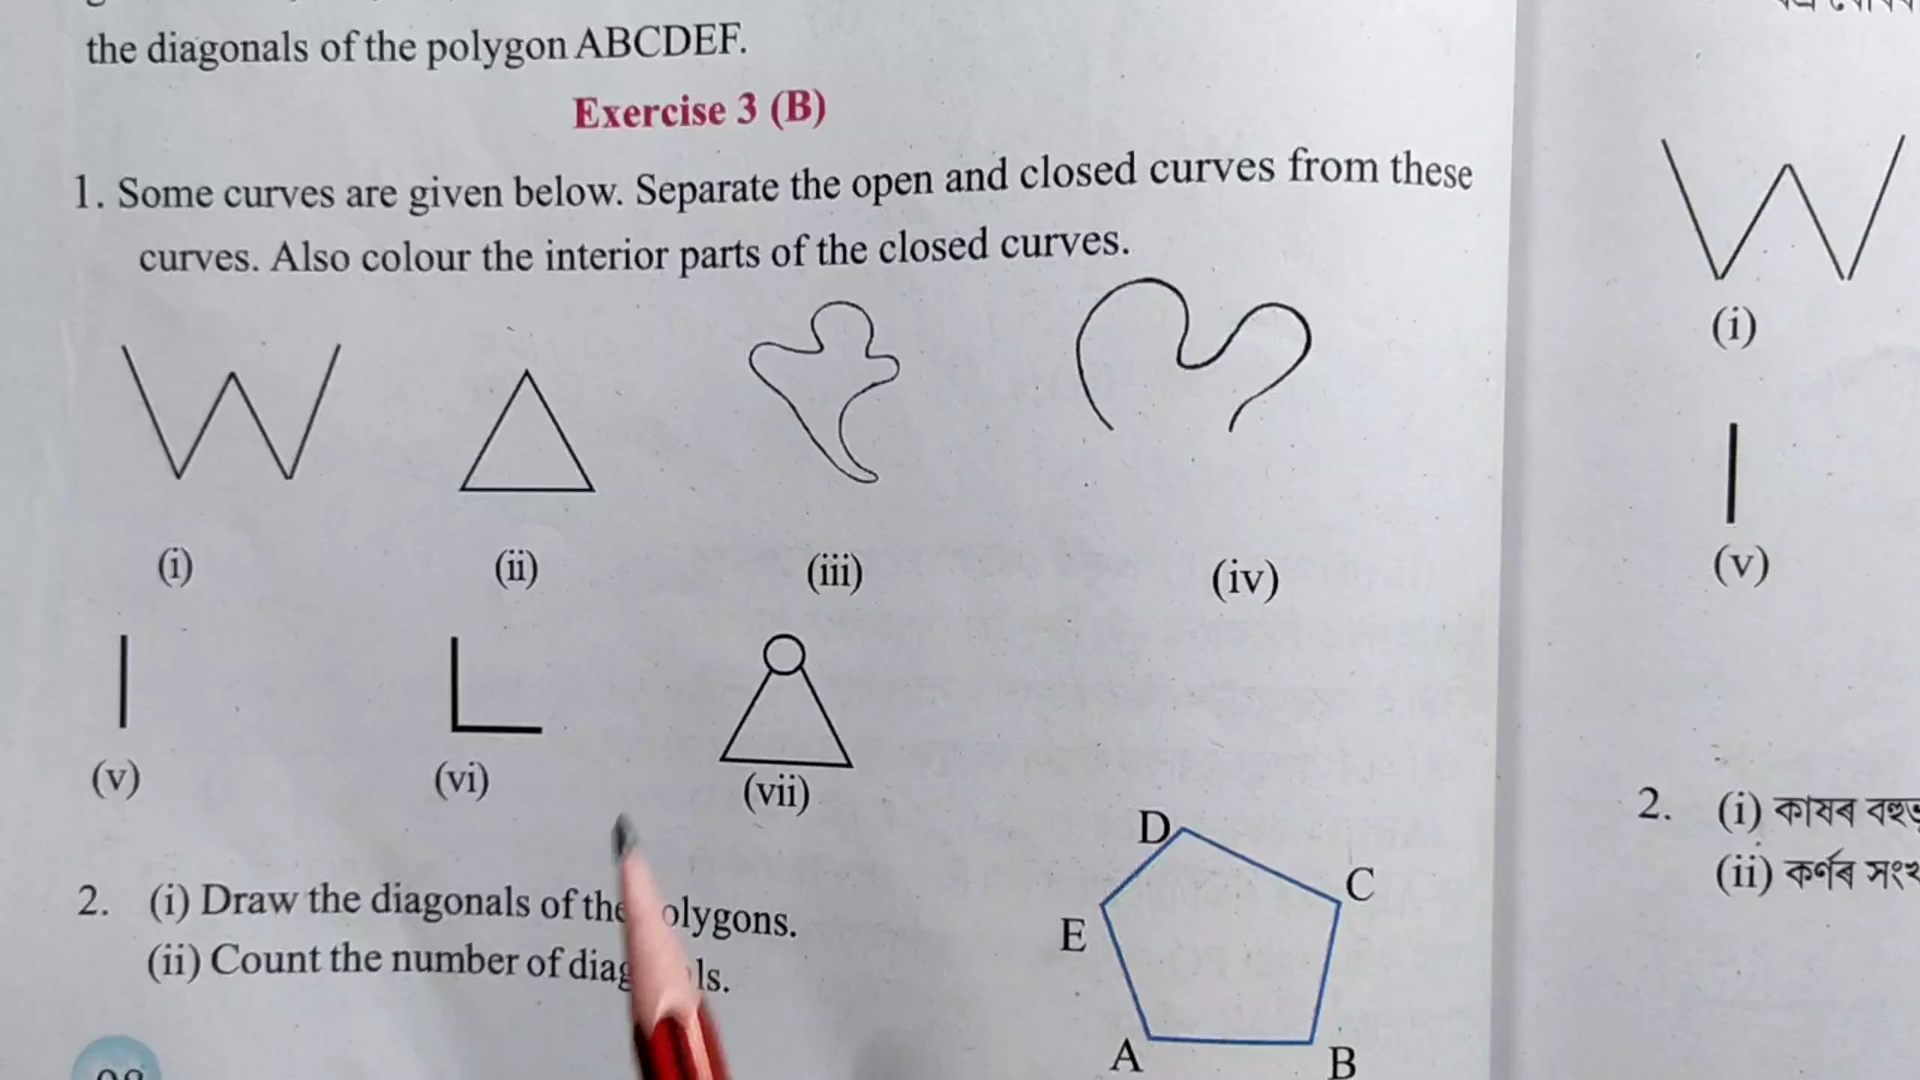 the diagonals of the polygon ABCDEF.
Exercise 3 (B)
1. Some curves are given below. Separate the open and closed curves from these
curves. Also colour the interior parts of the closed curves.
(i) (ii) (iii) (iv)
(v) (vi) (vii)
2. (i) Draw the diagonals of the olygons.
(ii) Count the number of diag ls.
D
C
E
A
B
(i)
(v)
2. (i) কাষৰ
(ii) কৰ্ণৰ